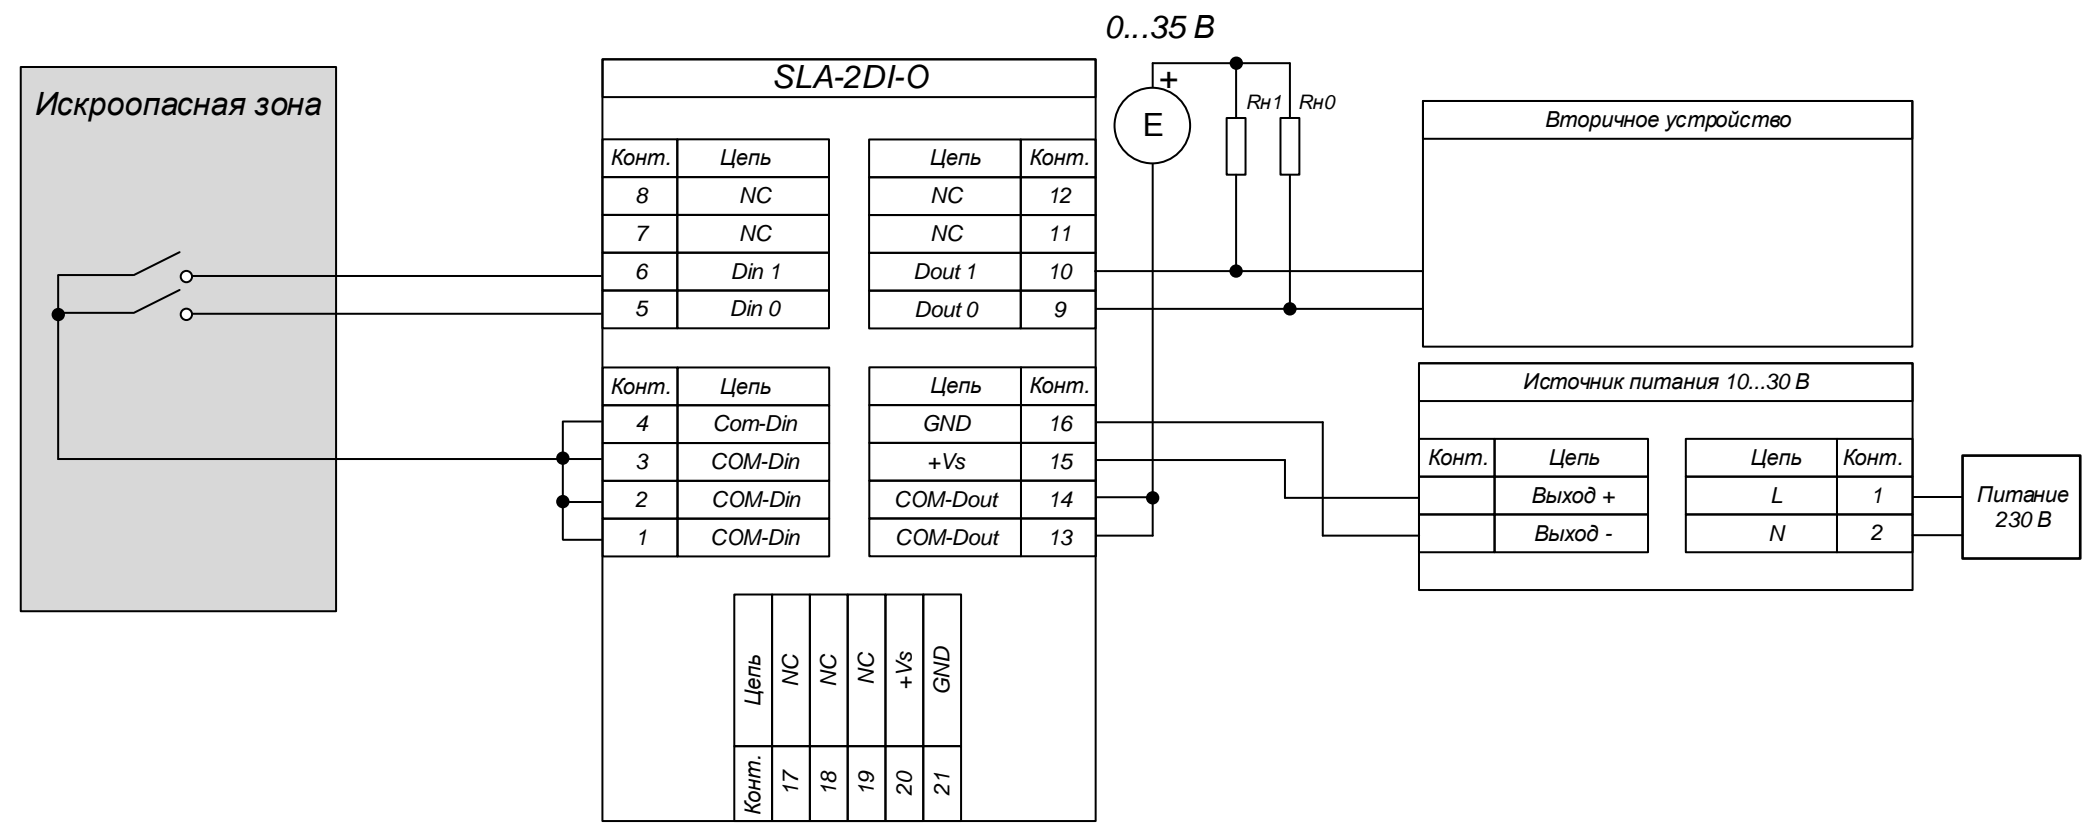 0...35 В
SLA-2DI-O
Искроопасная зона
+
E
Rн1 Rн0
Вторичное устройство
Конт. Цепь Цепь Конт.
8 NC NC 12
7 NC NC 11
6 Din 1 Dout 1 10
5 Din 0 Dout 0 9
Конт. Цепь Цепь Конт.
4 Com-Din GND 16
3 COM-Din +Vs 15
2 COM-Din COM-Dout 14
1 COM-Din COM-Dout 13
Источник питания 10...30 В
Конт. Цепь Цепь Конт.
Выход + L 1
Выход - N 2
Питание
230 В
Цепь NC NC NC +Vs GND
Конт. 17 18 19 20 21